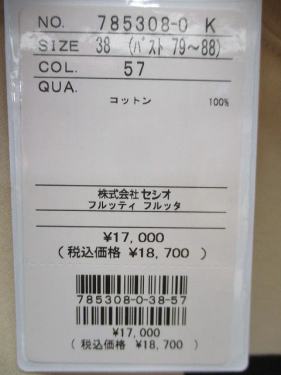 NO. 785308-0 K
SIZE 38 (ﾊﾞｽﾄ 79～88)
COL. 57
QUA.
コットン 100%
株式会社セシオ
フルッティ フルッタ
¥17,000
(税込価格 ¥18,700)
785308-0-38-57
¥17,000
(税込価格 ¥18,700)